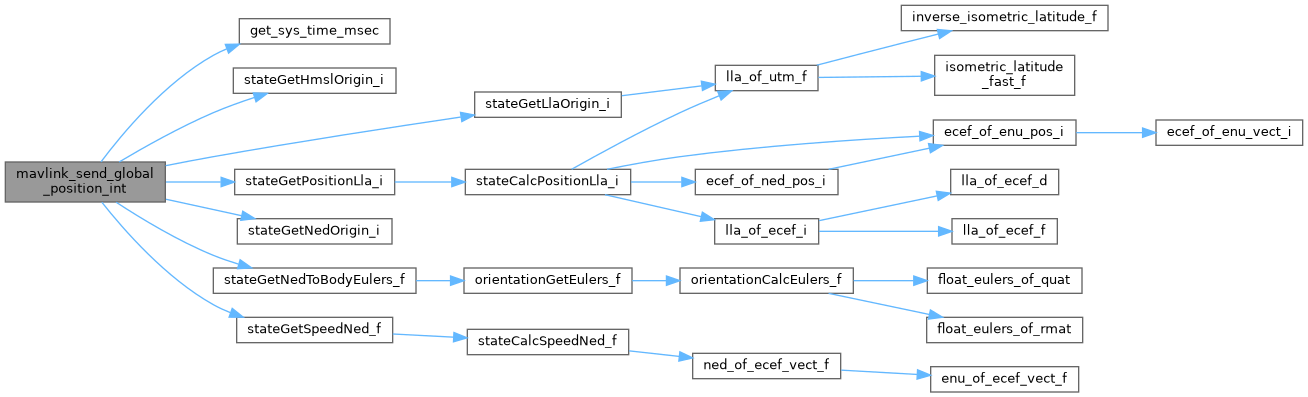 mavlink_send_global
_position_int
get_sys_time_msec
stateGetHmslOrigin_i
stateGetLlaOrigin_i
stateGetPositionLla_i
stateGetNedOrigin_i
stateGetNedToBodyEulers_f
stateGetSpeedNed_f
stateCalcPositionLla_i
orientationGetEulers_f
stateCalcSpeedNed_f
lla_of_utm_f
ecef_of_ned_pos_i
lla_of_ecef_i
orientationCalcEulers_f
ned_of_ecef_vect_f
inverse_isometric_latitude_f
isometric_latitude
_fast_f
ecef_of_enu_pos_i
lla_of_ecef_d
lla_of_ecef_f
float_eulers_of_quat
float_eulers_of_rmat
enu_of_ecef_vect_f
ecef_of_enu_vect_i